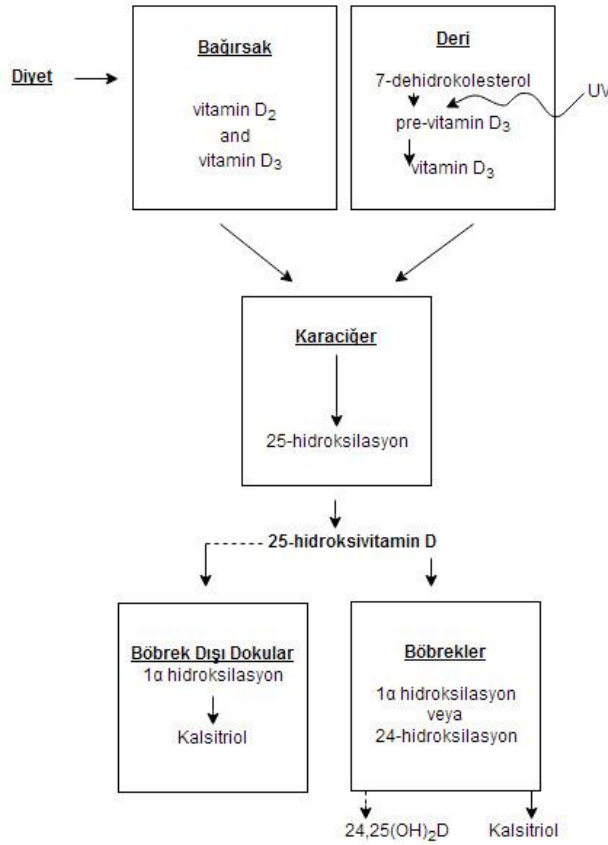 Diyet
Bağırsak
vitamin D₂
and
vitamin D₃
Deri
7-dehidrokolesterol
UV
pre-vitamin D₃
vitamin D₃
Karaciğer
25-hidroksilasyon
25-hidroksivitamin D
Böbrek Dışı Dokular
1α hidroksilasyon
Kalsitriol
Böbrekler
1α hidroksilasyon
veya
24-hidroksilasyon
24,25(OH)₂D
Kalsitriol